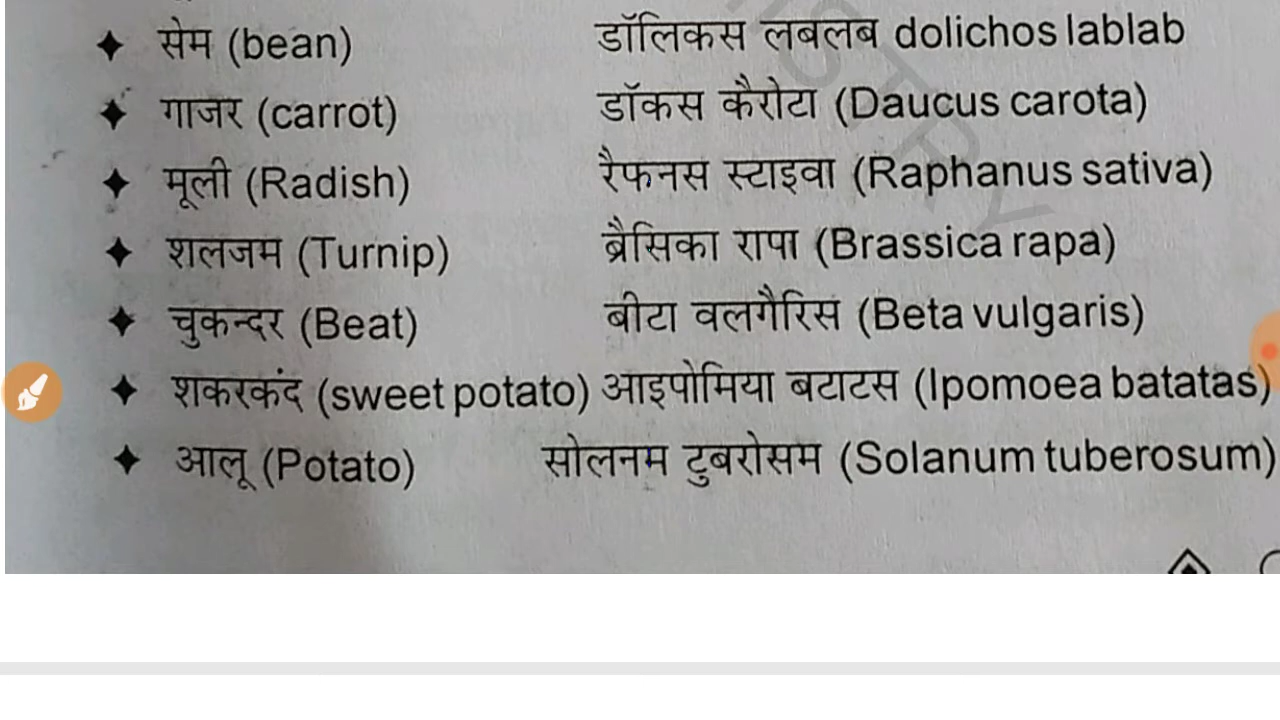 सेम (bean) डॉलिकस लबलब dolichos lablab
गाजर (carrot) डॉकस कैरोटा (Daucus carota)
मूली (Radish) रैफनस स्टाइवा (Raphanus sativa)
शलजम (Turnip) ब्रैसिका रापा (Brassica rapa)
चुकन्दर (Beat) बीटा वलगैरिस (Beta vulgaris)
शकरकंद (sweet potato) आइपोमिया बटाटस (Ipomoea batatas)
आलू (Potato) सोलनम टुबरोसम (Solanum tuberosum)